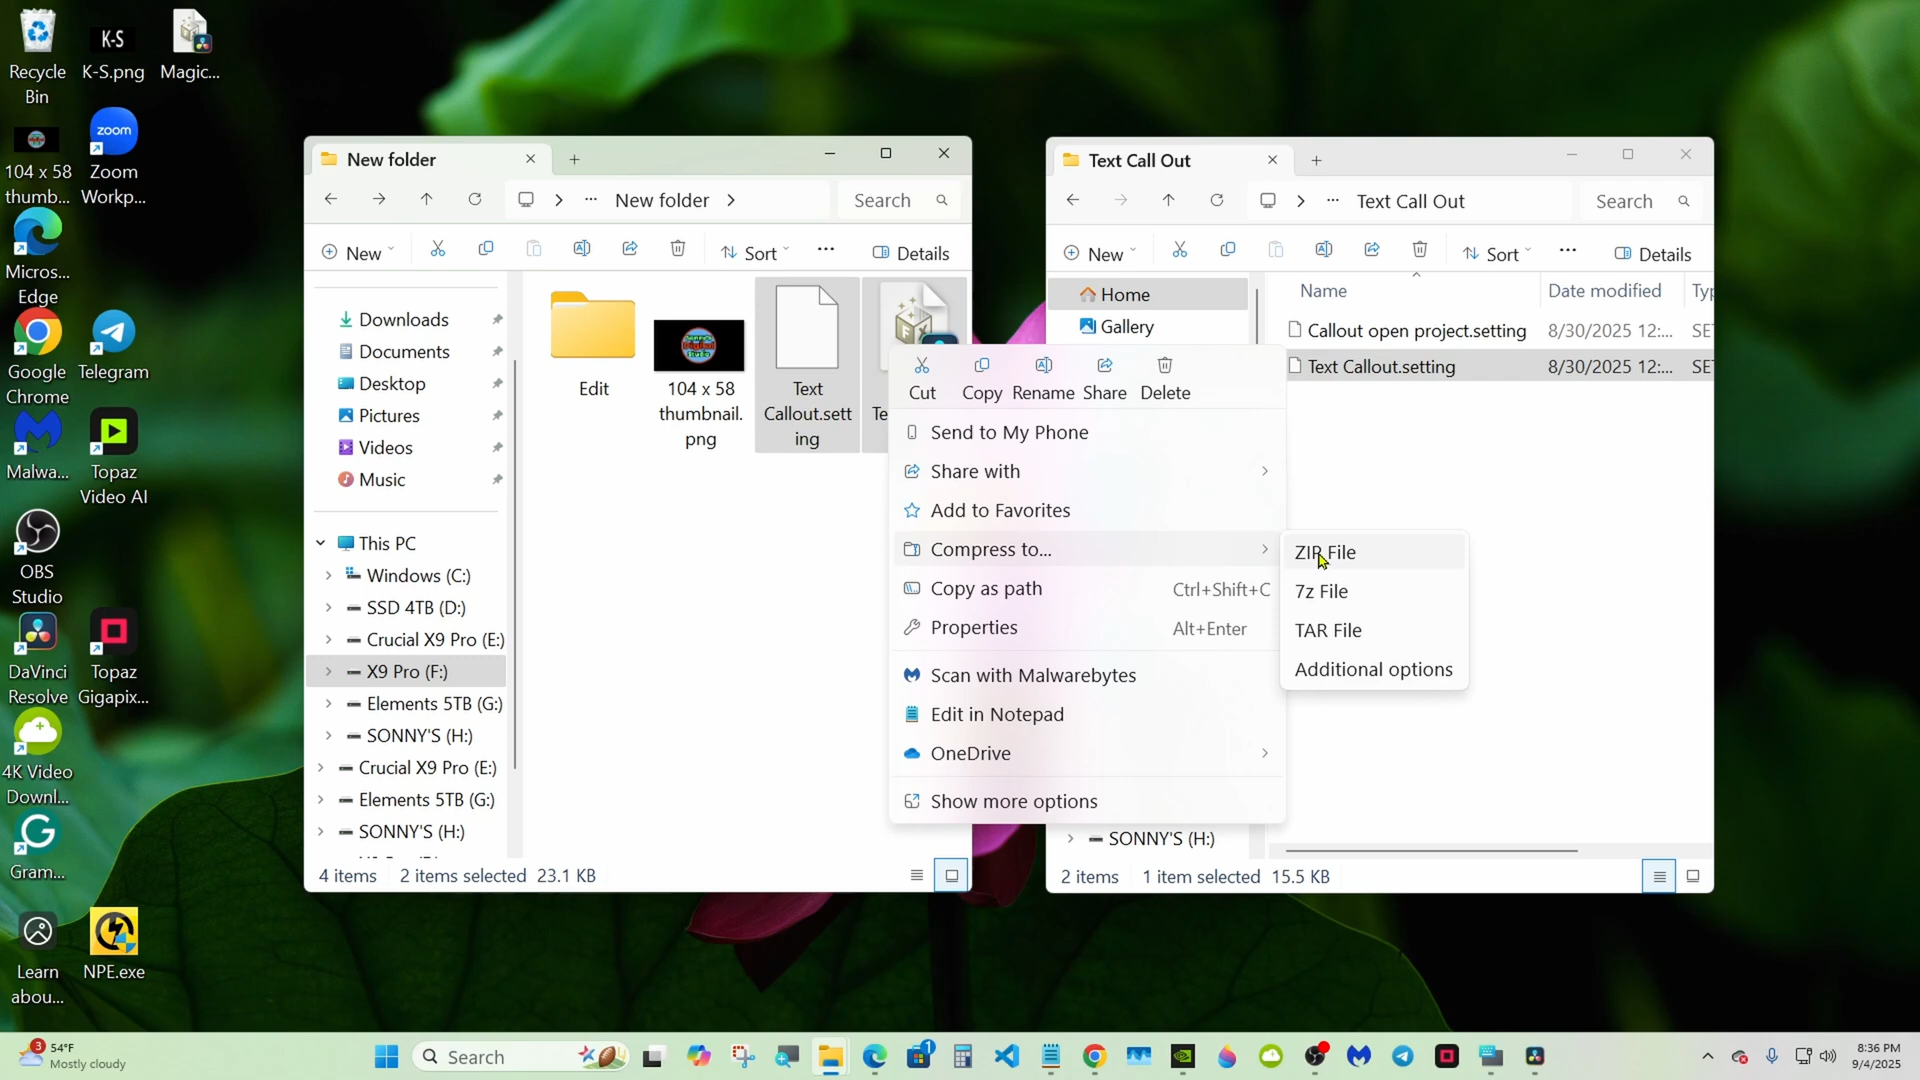 Recycle
Bin
K-S
K-S.png
Magic...
104 x 58
thumb...
zoom
Zoom
Workp...
Micros...
Edge
Google
Chrome
Telegram
Malwa...
Topaz
Video AI
OBS
Studio
DaVinci
Resolve
Topaz
Gigapix...
4K Video
Downl...
Gram...
Learn
abou...
NPE.exe
New folder
New folder
Search
New
Sort
Details
Downloads
Documents
Desktop
Pictures
Videos
Music
This PC
Windows (C:)
SSD 4TB (D:)
Crucial X9 Pro (E:)
X9 Pro (F:)
Elements 5TB (G:)
SONNY'S (H:)
Crucial X9 Pro (E:)
Elements 5TB (G:)
SONNY'S (H:)
Edit
104 x 58
thumbnail.
png
Text
Callout.sett
ing
Te
4 items
2 items selected 23.1 KB
Cut
Copy
Rename
Share
Delete
Send to My Phone
Share with
Add to Favorites
Compress to...
Copy as path Ctrl+Shift+C
Properties Alt+Enter
Scan with Malwarebytes
Edit in Notepad
OneDrive
Show more options
ZIP File
7z File
TAR File
Additional options
Text Call Out
Text Call Out
Search
New
Sort
Details
Home
Gallery
Name
Date modified
Typ
Callout open project.setting 8/30/2025 12:... SE
Text Callout.setting 8/30/2025 12:... SE
SONNY'S (H:)
2 items
1 item selected 15.5 KB
3
54°F
Mostly cloudy
Search
1
8:36 PM
9/4/2025